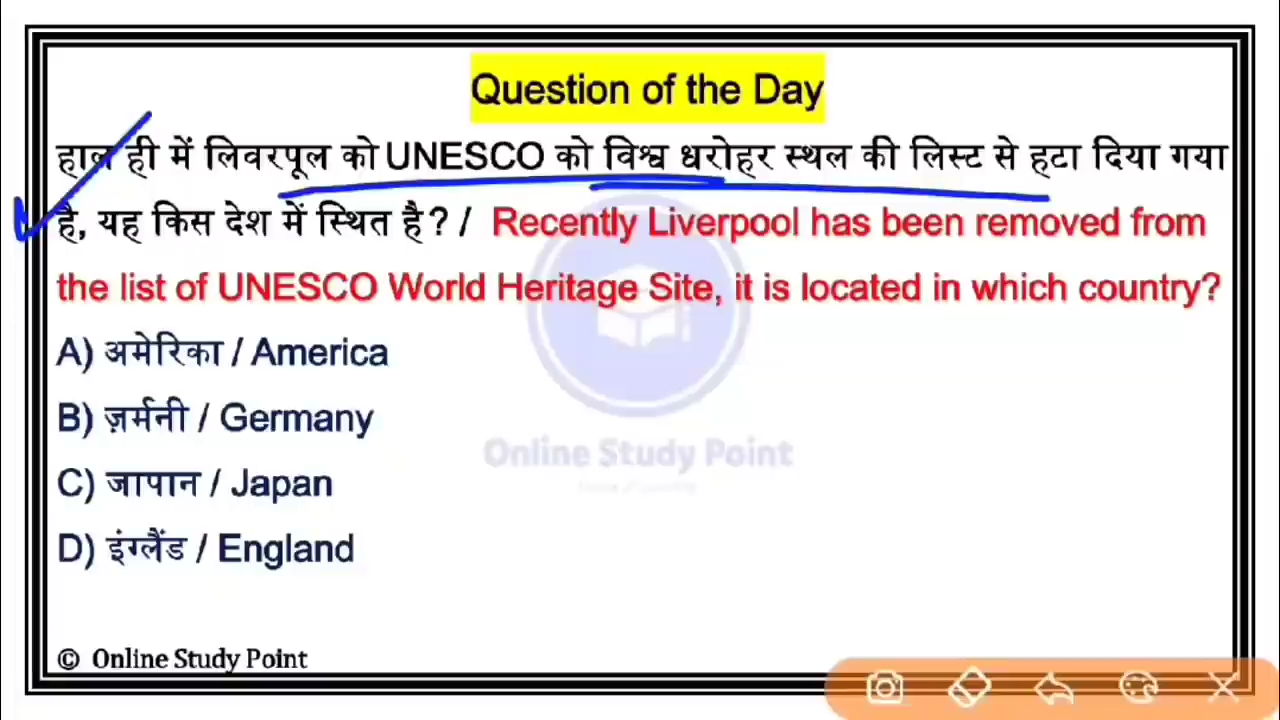 Question of the Day
हाल ही में लिवरपूल को UNESCO को विश्व धरोहर स्थल की लिस्ट से हटा दिया गया
है, यह किस देश में स्थित है? / Recently Liverpool has been removed from
the list of UNESCO World Heritage Site, it is located in which country?
A) अमेरिका / America
B) ज़र्मनी / Germany
Online Study Point
C) जापान / Japan
D) इंग्लैंड / England
© Online Study Point